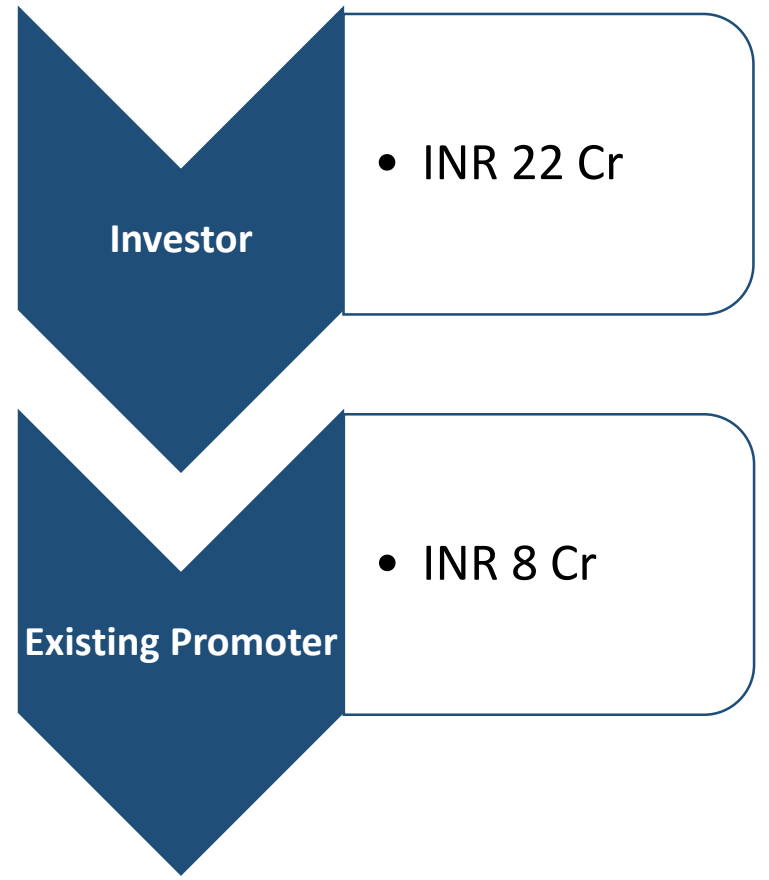 Investor
• INR 22 Cr
Existing Promoter
• INR 8 Cr